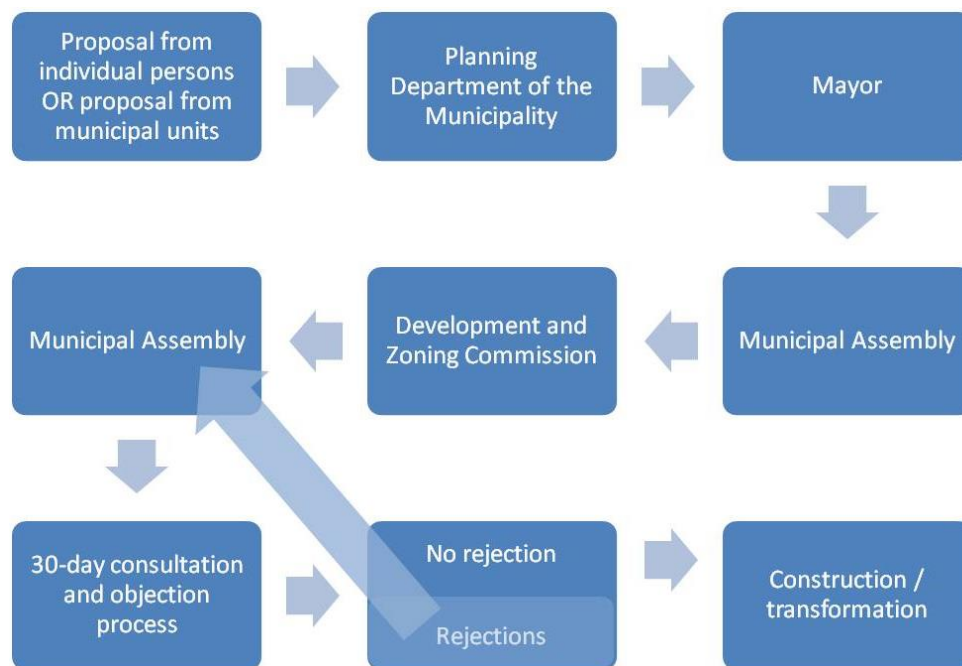 Proposal from
individual persons
OR proposal from
municipal units
Planning
Department of the
Municipality
Mayor
Municipal Assembly
Development and
Zoning Commission
Municipal Assembly
30-day consultation
and objection
process
No rejection
Rejections
Construction /
transformation